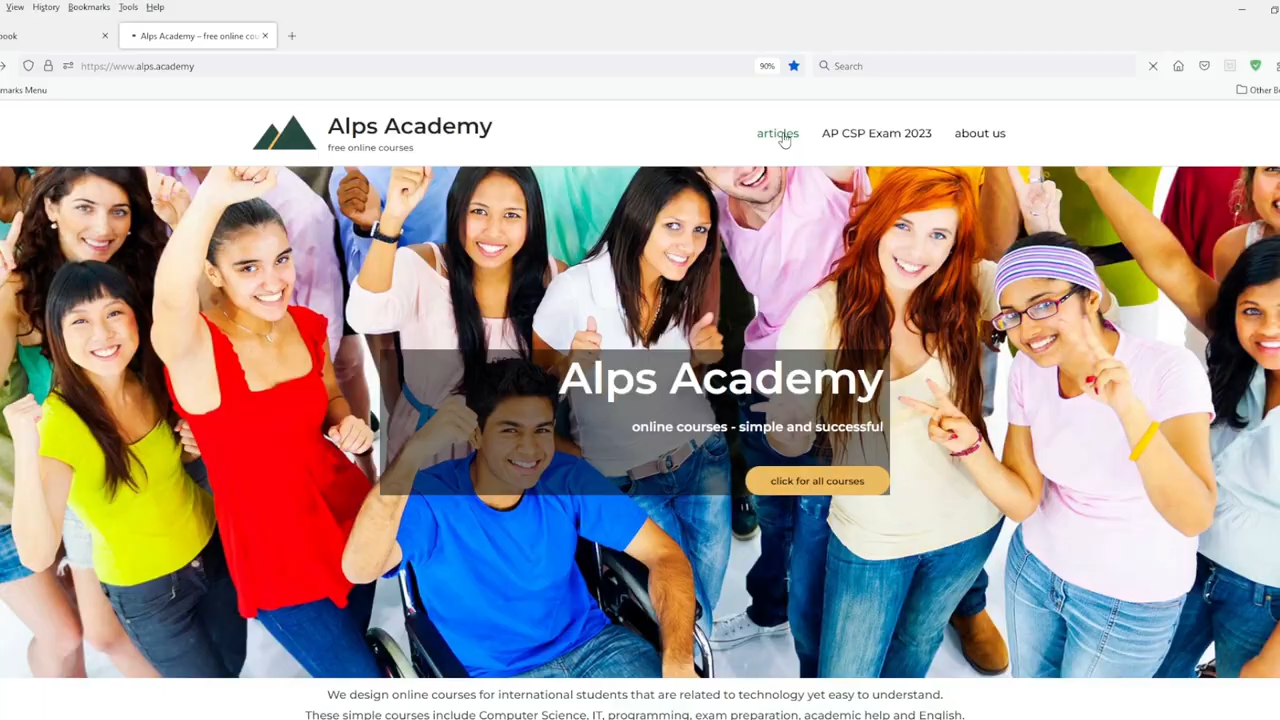 View History Bookmarks Tools Help
ook
Alps Academy – free online cou
https://www.alps.academy
90%
Search
marks Menu
Other B
Alps Academy
free online courses
articles
AP CSP Exam 2023
about us
Alps Academy
online courses - simple and successful
click for all courses
We design online courses for international students that are related to technology yet easy to understand.
These simple courses include Computer Science, IT, programming, exam preparation, academic help and English.